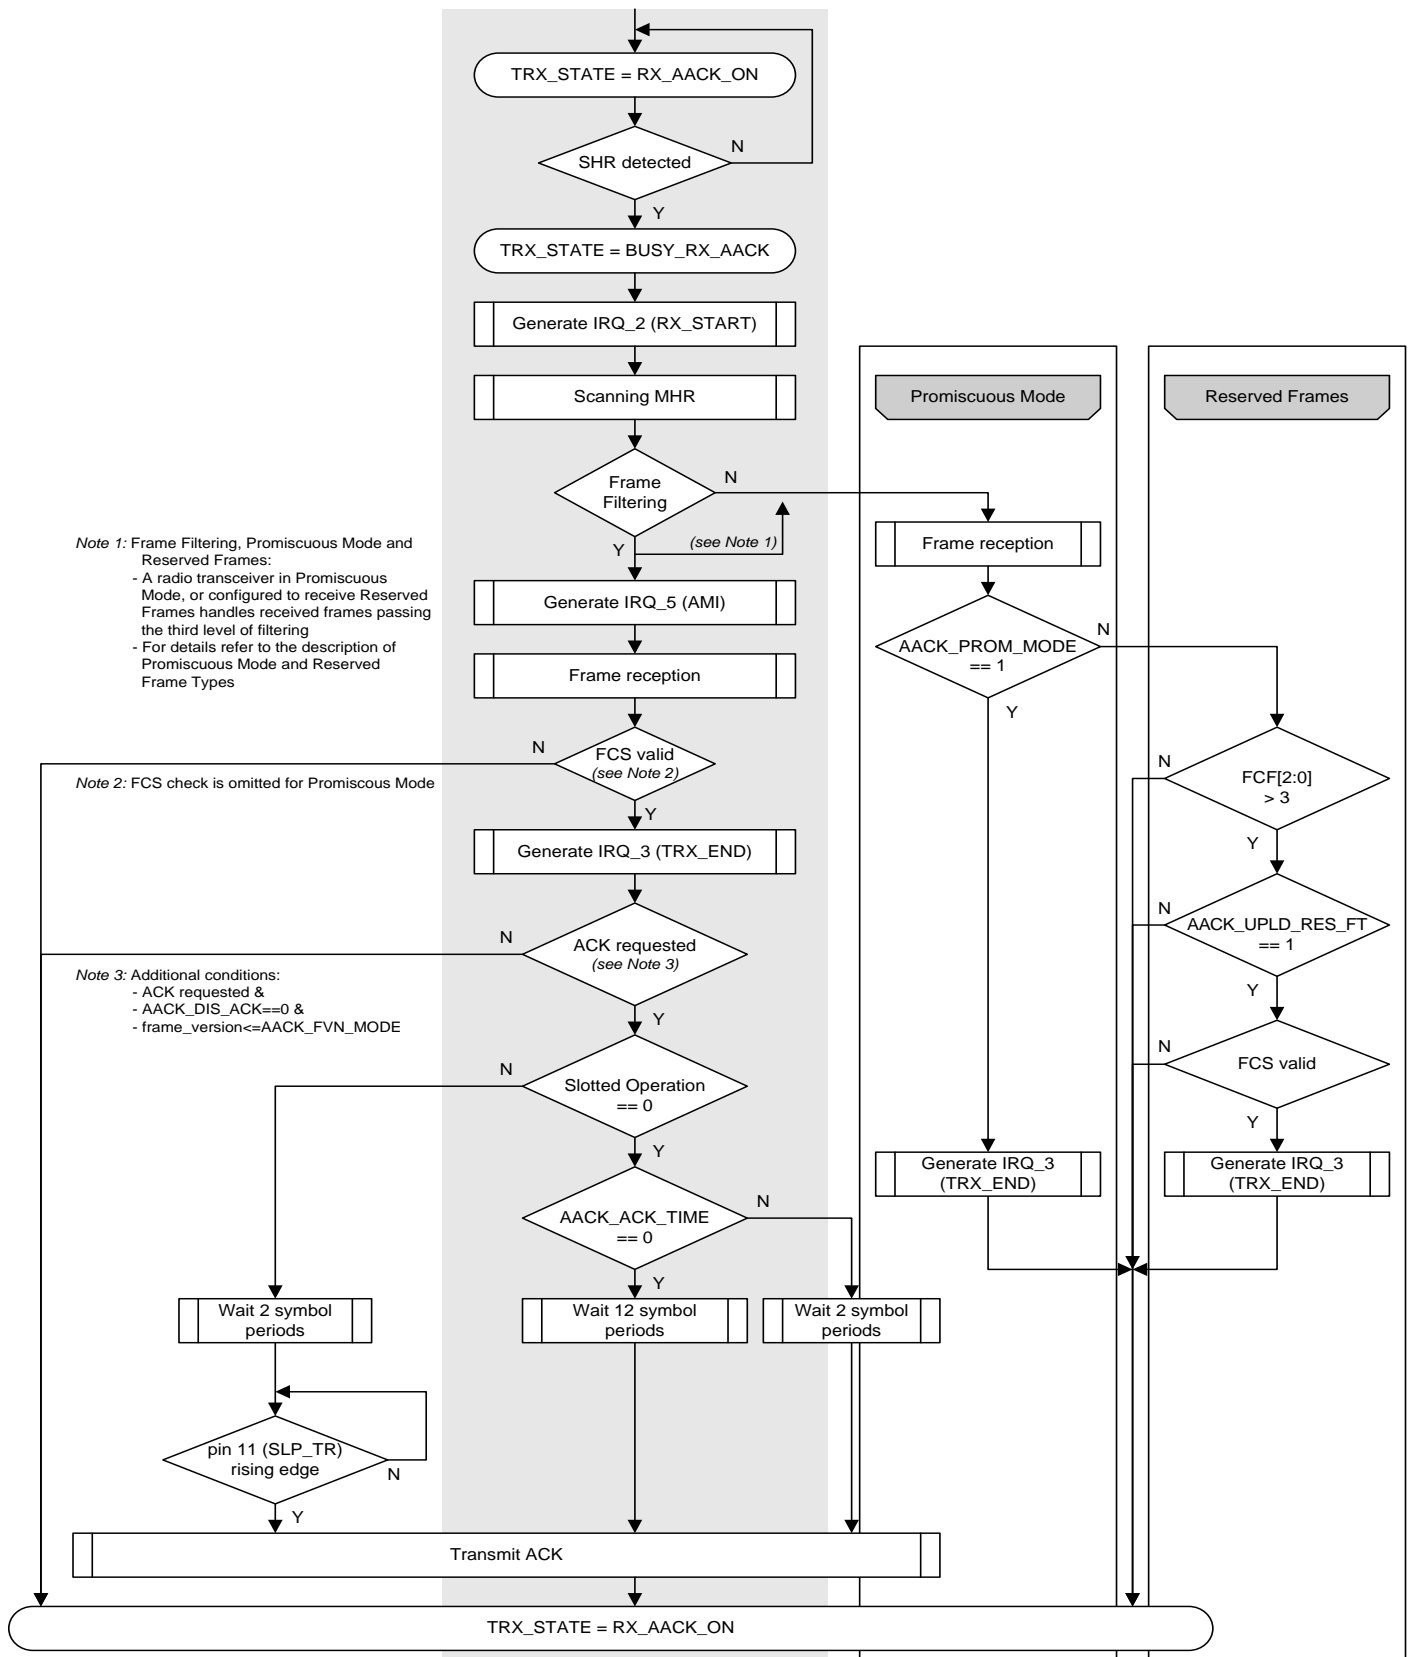 TRX_STATE = RX_AACK_ON
SHR detected
N
Y
TRX_STATE = BUSY_RX_AACK
Generate IRQ_2 (RX_START)
Scanning MHR
Promiscuous Mode
Reserved Frames
Frame
Filtering
N
Y
(see Note 1)
Frame reception
Note 1: Frame Filtering, Promiscuous Mode and
Reserved Frames:
- A radio transceiver in Promiscuous
Mode, or configured to receive Reserved
Frames handles received frames passing
the third level of filtering
- For details refer to the description of
Promiscuous Mode and Reserved
Frame Types
Generate IRQ_5 (AMI)
AACK_PROM_MODE
== 1
N
Y
Frame reception
FCS valid
(see Note 2)
N
Y
Note 2: FCS check is omitted for Promiscous Mode
FCF[2:0]
> 3
N
Y
Generate IRQ_3 (TRX_END)
ACK requested
(see Note 3)
N
Y
AACK_UPLD_RES_FT
== 1
N
Y
Note 3: Additional conditions:
- ACK requested &
- AACK_DIS_ACK==0 &
- frame_version<=AACK_FVN_MODE
Slotted Operation
== 0
N
Y
FCS valid
N
Y
Generate IRQ_3
(TRX_END)
Generate IRQ_3
(TRX_END)
AACK_ACK_TIME
== 0
N
Y
Wait 2 symbol
periods
Wait 12 symbol
periods
Wait 2 symbol
periods
pin 11 (SLP_TR)
rising edge
N
Y
Transmit ACK
TRX_STATE = RX_AACK_ON